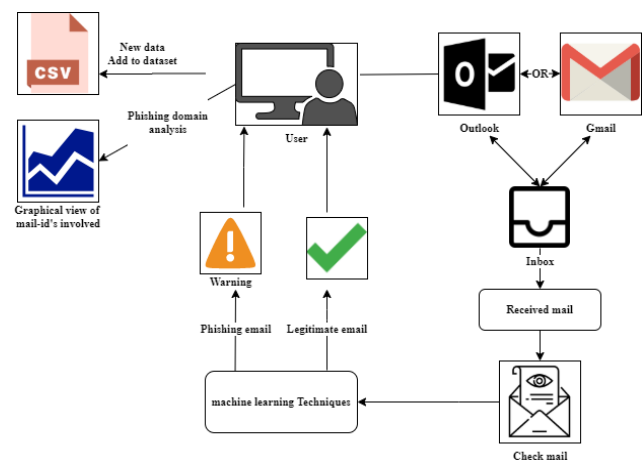 New data
Add to dataset
CSV
Phishing domain
analysis
Graphical view of
mail-id's involved
User
O
OR
Outlook
Gmail
Inbox
Received mail
Check mail
machine learning Techniques
Phishing email
Legitimate email
Warning